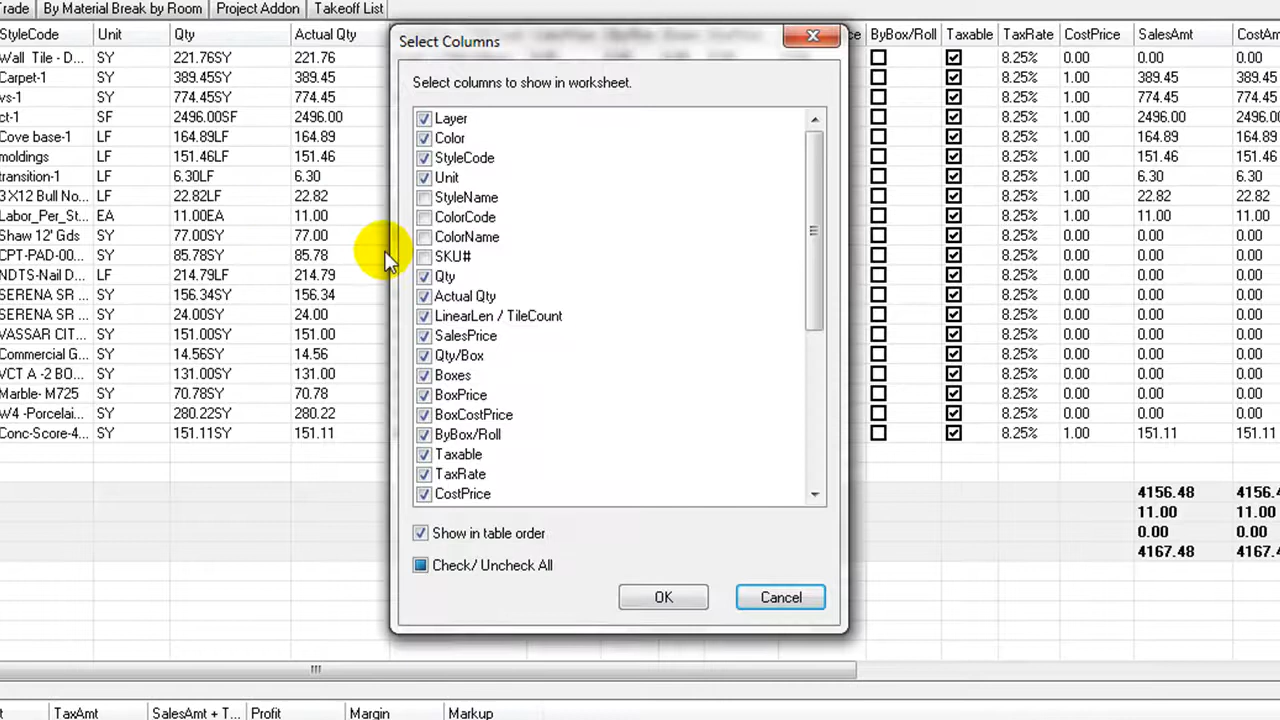 rade By Material Break by Room Project Addon Takeoff List
StyleCode Unit Qty Actual Qty ByBox/Roll Taxable TaxRate CostPrice SalesAmt CostAm
Wall Tile - D... SY 221.76SY 221.76 8.25% 0.00 0.00 0.00
Carpet-1 SY 389.45SY 389.45 8.25% 1.00 389.45 389.45
vs-1 SY 774.45SY 774.45 8.25% 1.00 774.45 774.45
ct-1 SF 2496.00SF 2496.00 8.25% 1.00 2496.00 2496.0
Cove base-1 LF 164.89LF 164.89 8.25% 1.00 164.89 164.89
moldings LF 151.46LF 151.46 8.25% 1.00 151.46 151.46
transition-1 LF 6.30LF 6.30 8.25% 1.00 6.30 6.30
3 X12 Bull No... LF 22.82LF 22.82 8.25% 1.00 22.82 22.82
Labor_Per_St... EA 11.00EA 11.00 8.25% 1.00 11.00 11.00
Shaw 12' Gds SY 77.00SY 77.00 8.25% 0.00 0.00 0.00
CPT-PAD-00... SY 85.78SY 85.78 8.25% 0.00 0.00 0.00
NDTS-Nail D... LF 214.79LF 214.79 8.25% 0.00 0.00 0.00
SERENA SR ... SY 156.34SY 156.34 8.25% 0.00 0.00 0.00
SERENA SR ... SY 24.00SY 24.00 8.25% 0.00 0.00 0.00
VASSAR CIT... SY 151.00SY 151.00 8.25% 0.00 0.00 0.00
Commercial G... SY 14.56SY 14.56 8.25% 0.00 0.00 0.00
VCT A -2 BO... SY 131.00SY 131.00 8.25% 0.00 0.00 0.00
Marble- M725 SY 70.78SY 70.78 8.25% 0.00 0.00 0.00
W4 -Porcelai... SY 280.22SY 280.22 8.25% 0.00 0.00 0.00
Conc-Score-4... SY 151.11SY 151.11 8.25% 1.00 151.11 151.11
4156.48 4156.4
11.00 11.00
0.00 0.00
4167.48 4167.4
Select Columns
Select columns to show in worksheet.
Layer
Color
StyleCode
Unit
StyleName
ColorCode
ColorName
SKU#
Qty
Actual Qty
LinearLen / TileCount
SalesPrice
Qty/Box
Boxes
BoxPrice
BoxCostPrice
ByBox/Roll
Taxable
TaxRate
CostPrice
Show in table order
Check/ Uncheck All
OK Cancel
t TaxAmt SalesAmt + T... Profit Margin Markup